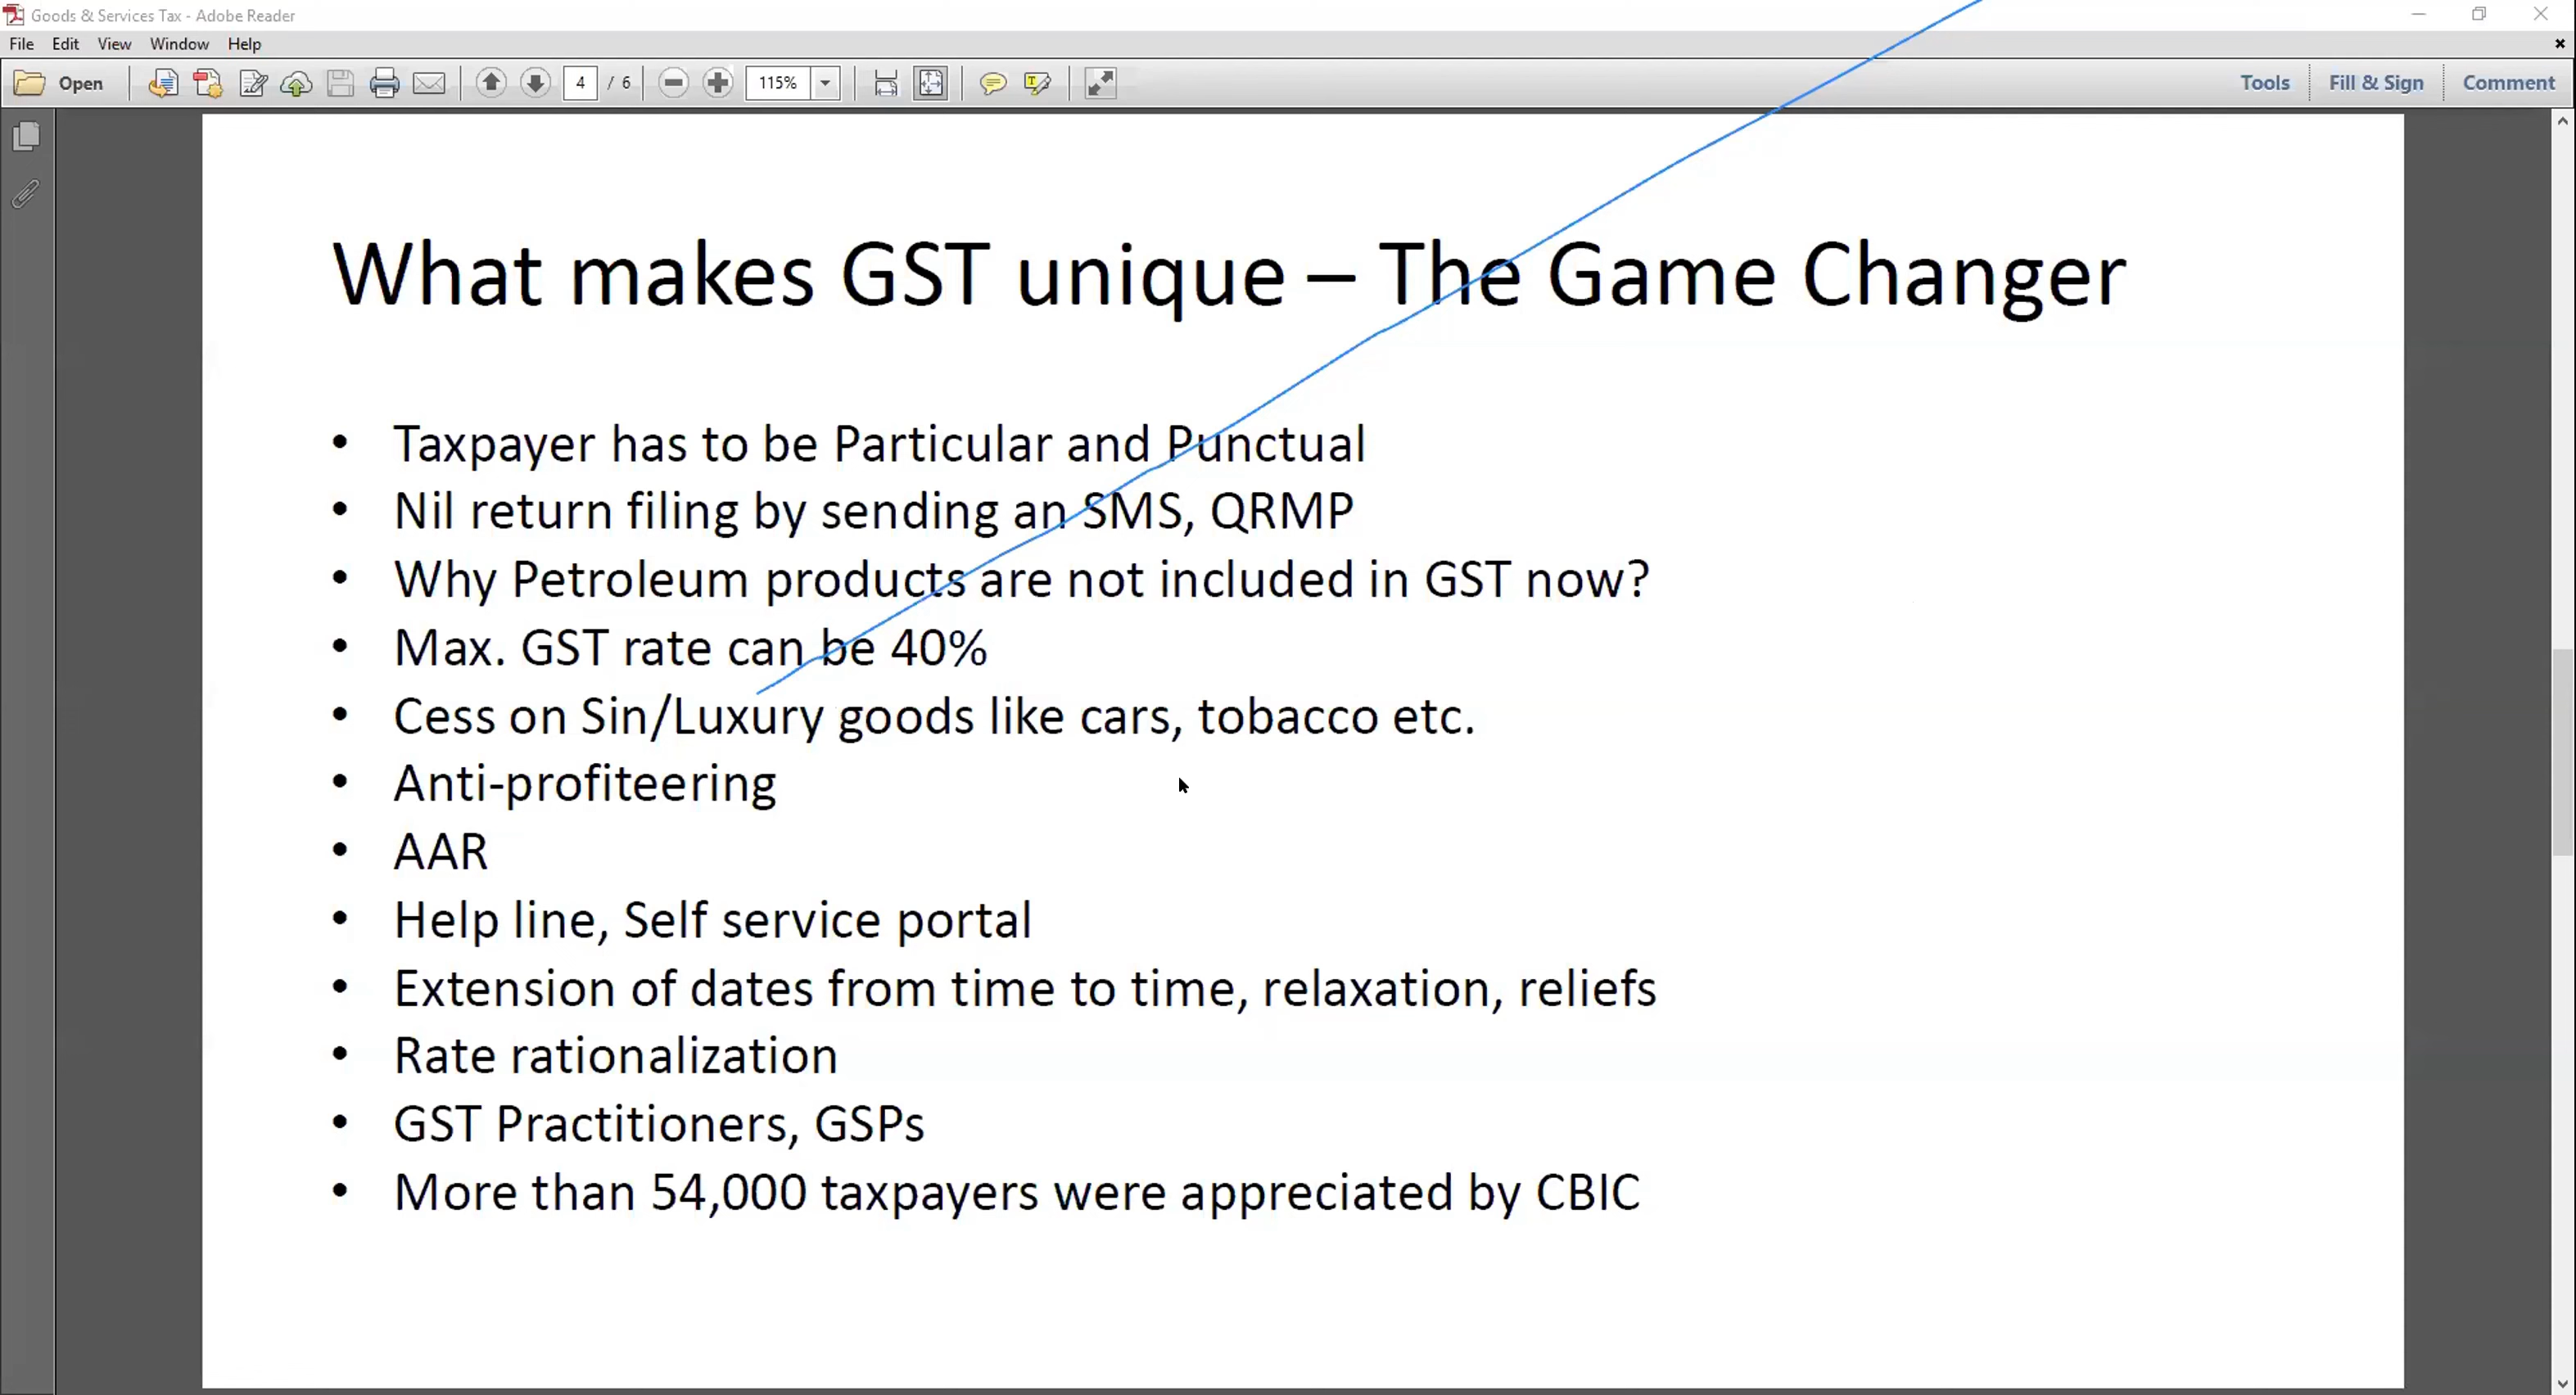 Goods & Services Tax - Adobe Reader
File Edit View Window Help
Open 4 / 6 115% Tools Fill & Sign Comment
What makes GST unique – The Game Changer
• Taxpayer has to be Particular and Punctual
• Nil return filing by sending an SMS, QRMP
• Why Petroleum products are not included in GST now?
• Max. GST rate can be 40%
• Cess on Sin/Luxury goods like cars, tobacco etc.
• Anti-profiteering
• AAR
• Help line, Self service portal
• Extension of dates from time to time, relaxation, reliefs
• Rate rationalization
• GST Practitioners, GSPs
• More than 54,000 taxpayers were appreciated by CBIC